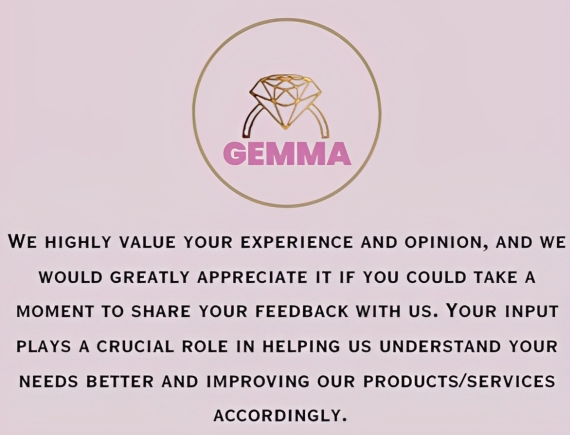 GEMMA
We highly value your experience and opinion, and we
would greatly appreciate it if you could take a
moment to share your feedback with us. Your input
plays a crucial role in helping us understand your
needs better and improving our products/services
accordingly.